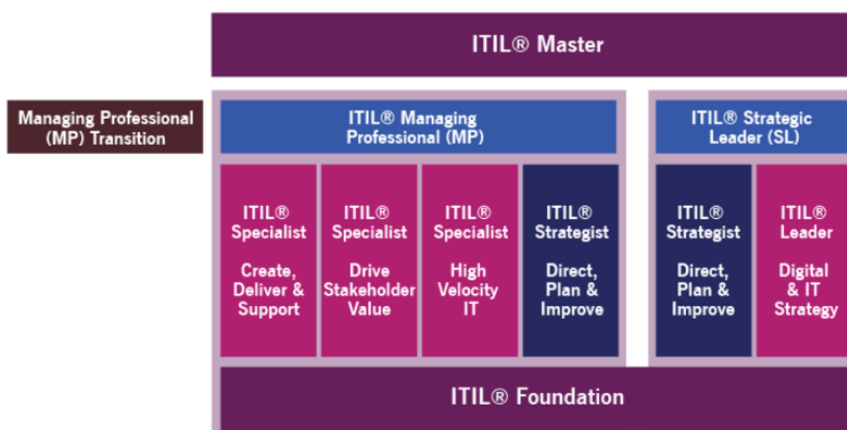 ITIL® Master
Managing Professional
(MP) Transition
ITIL® Managing
Professional (MP)
ITIL® Strategic
Leader (SL)
ITIL®
Specialist
Create,
Deliver &
Support
ITIL®
Specialist
Drive
Stakeholder
Value
ITIL®
Specialist
High
Velocity
IT
ITIL®
Strategist
Direct,
Plan &
Improve
ITIL®
Strategist
Direct,
Plan &
Improve
ITIL®
Leader
Digital
& IT
Strategy
ITIL® Foundation